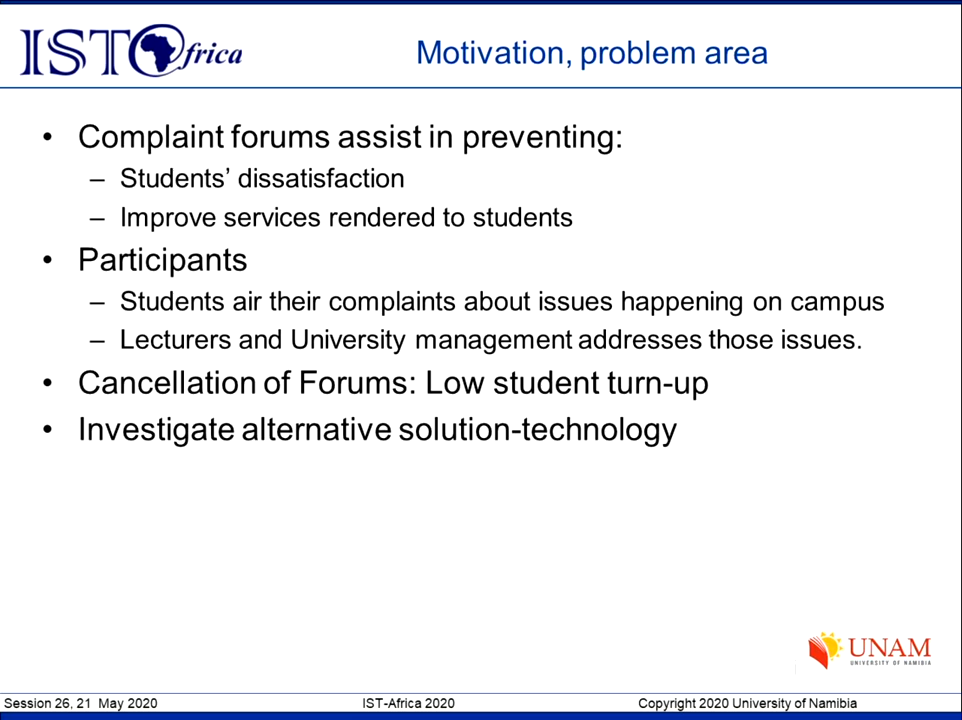 IST Africa
Motivation, problem area
• Complaint forums assist in preventing:
– Students’ dissatisfaction
– Improve services rendered to students
• Participants
– Students air their complaints about issues happening on campus
– Lecturers and University management addresses those issues.
• Cancellation of Forums: Low student turn-up
• Investigate alternative solution-technology
UNAM
UNIVERSITY OF NAMIBIA
Session 26, 21 May 2020
IST-Africa 2020
Copyright 2020 University of Namibia